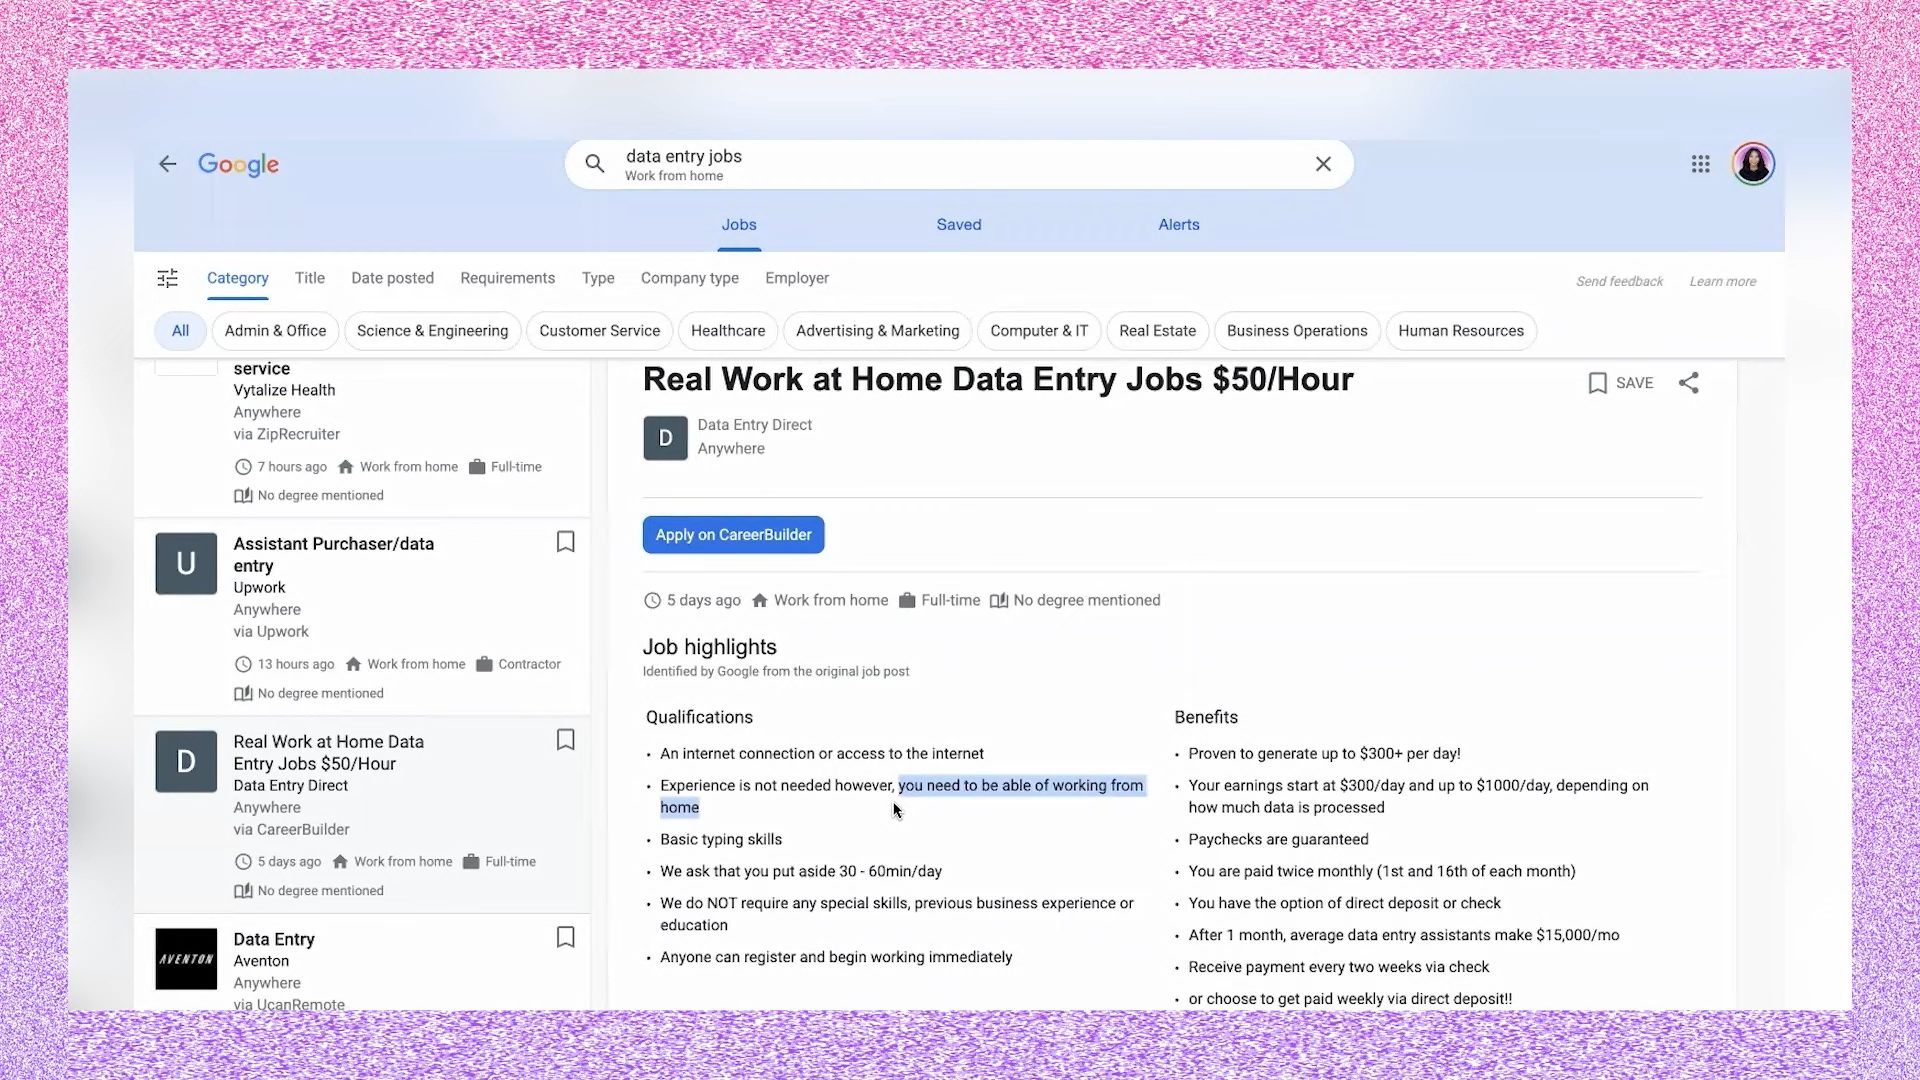 Google
data entry jobs
Work from home
Jobs
Saved
Alerts
Category
Title
Date posted
Requirements
Type
Company type
Employer
Send feedback
Learn more
All
Admin & Office
Science & Engineering
Customer Service
Healthcare
Advertising & Marketing
Computer & IT
Real Estate
Business Operations
Human Resources
service
Vytalize Health
Anywhere
via ZipRecruiter
7 hours ago
Work from home
Full-time
No degree mentioned
U
Assistant Purchaser/data
entry
Upwork
Anywhere
via Upwork
13 hours ago
Work from home
Contractor
No degree mentioned
D
Real Work at Home Data
Entry Jobs $50/Hour
Data Entry Direct
Anywhere
via CareerBuilder
5 days ago
Work from home
Full-time
No degree mentioned
AVENTON
Data Entry
Aventon
Anywhere
via UcanRemote
Real Work at Home Data Entry Jobs $50/Hour
SAVE
D
Data Entry Direct
Anywhere
Apply on CareerBuilder
5 days ago
Work from home
Full-time
No degree mentioned
Job highlights
Identified by Google from the original job post
Qualifications
• An internet connection or access to the internet
• Experience is not needed however, you need to be able of working from
home
• Basic typing skills
• We ask that you put aside 30 - 60min/day
• We do NOT require any special skills, previous business experience or
education
• Anyone can register and begin working immediately
Benefits
• Proven to generate up to $300+ per day!
• Your earnings start at $300/day and up to $1000/day, depending on
how much data is processed
• Paychecks are guaranteed
• You are paid twice monthly (1st and 16th of each month)
• You have the option of direct deposit or check
• After 1 month, average data entry assistants make $15,000/mo
• Receive payment every two weeks via check
• or choose to get paid weekly via direct deposit!!